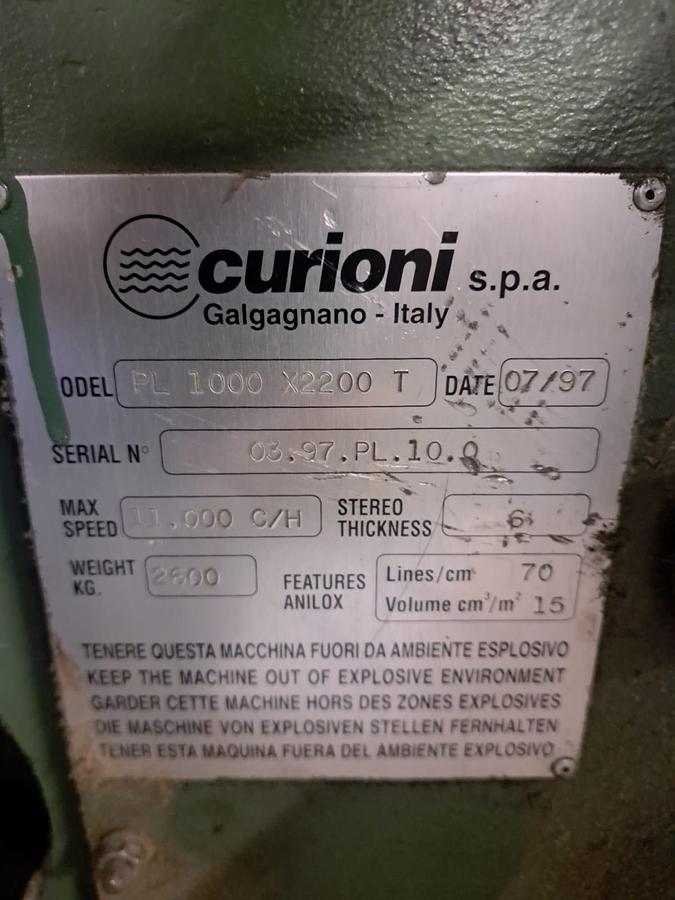 curioni s.p.a.
Galgagnano - Italy
ODEL PL 1000 X2200 T DATE 07/97
SERIAL N° 03.97.PL.10.0
MAX SPEED 11.000 C/H STEREO THICKNESS 6
WEIGHT KG. 2600 FEATURES ANILOX Lines/cm 70
Volume cm³/m² 15
TENERE QUESTA MACCHINA FUORI DA AMBIENTE ESPLOSIVO
KEEP THE MACHINE OUT OF EXPLOSIVE ENVIRONMENT
GARDER CETTE MACHINE HORS DES ZONES EXPLOSIVES
DIE MASCHINE VON EXPLOSIVEN STELLEN FERNHALTEN
TENER ESTA MAQUINA FUERA DEL AMBIENTE EXPLOSIVO